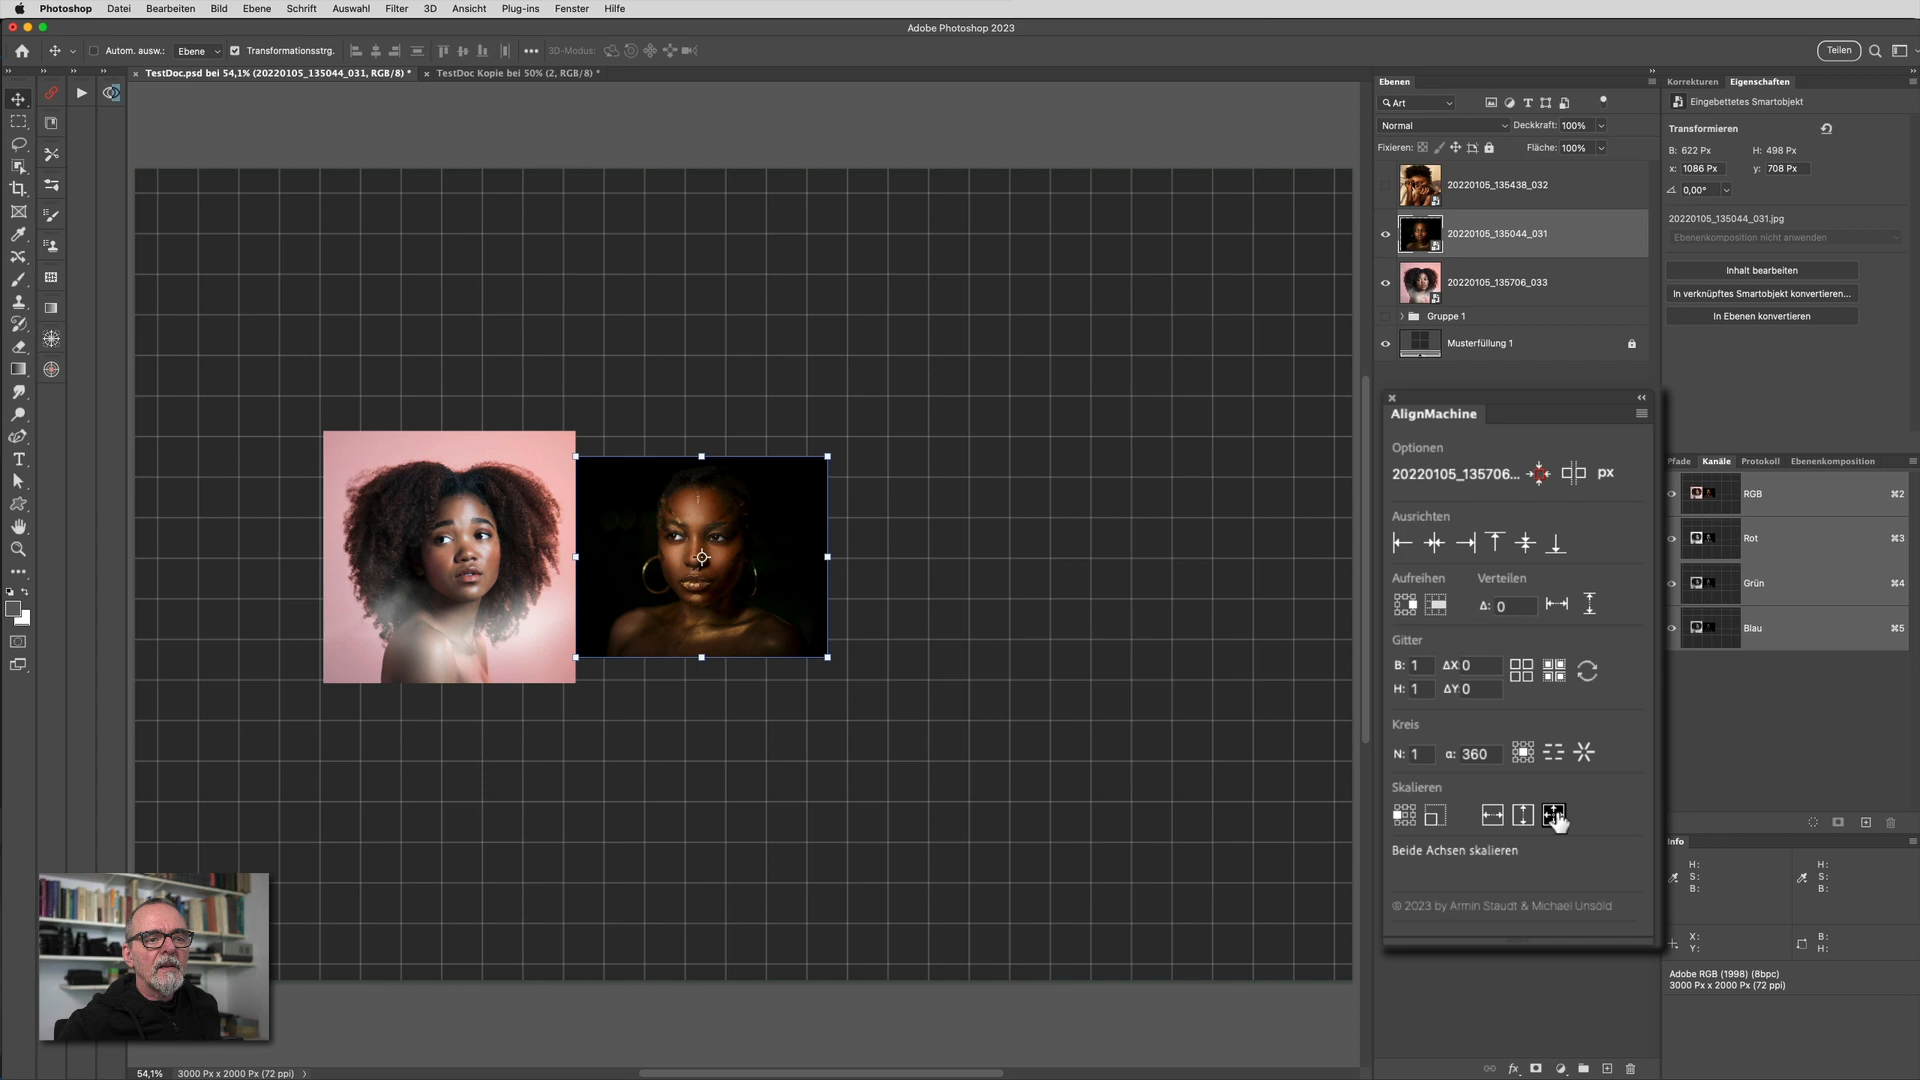 Photoshop Datei Bearbeiten Bild Ebene Schrift Auswahl Filter 3D Ansicht Plug-ins Fenster Hilfe
Adobe Photoshop 2023
Autom. ausw.: Ebene Transformationsstrg. 3D-Modus: Teilen
TestDoc.psd bei 54,1% (20220105_135044_031, RGB/8) *
TestDoc Kopie bei 50% (2, RGB/8) *
Ebenen
Art
Normal Deckkraft: 100%
Fixieren: Fläche: 100%
20220105_135438_032
20220105_135044_031
20220105_135706_033
Gruppe 1
Musterfüllung 1
Korrekturen Eigenschaften
Eingebettetes Smartobjekt
Transformieren
B: 622 Px H: 498 Px
x: 1086 Px y: 708 Px
0,00°
20220105_135044_031.jpg
Ebenenkomposition nicht anwenden
Inhalt bearbeiten
In verknüpftes Smartobjekt konvertieren...
In Ebenen konvertieren
AlignMachine
Optionen
20220105_135706... px
Ausrichten
Aufreihen Verteilen
Δ: 0
Gitter
B: 1 ΔX: 0
H: 1 ΔY: 0
Kreis
N: 1 α: 360
Skalieren
Beide Achsen skalieren
© 2023 by Armin Staudt & Michael Unsöld
Pfade Kanäle Protokoll Ebenenkomposition
RGB ⌘2
Rot ⌘3
Grün ⌘4
Blau ⌘5
Info
H: H:
S: S:
B: B:
X: B:
Y: H:
Adobe RGB (1998) (8bpc)
3000 Px x 2000 Px (72 ppi)
54,1% 3000 Px x 2000 Px (72 ppi)
fx